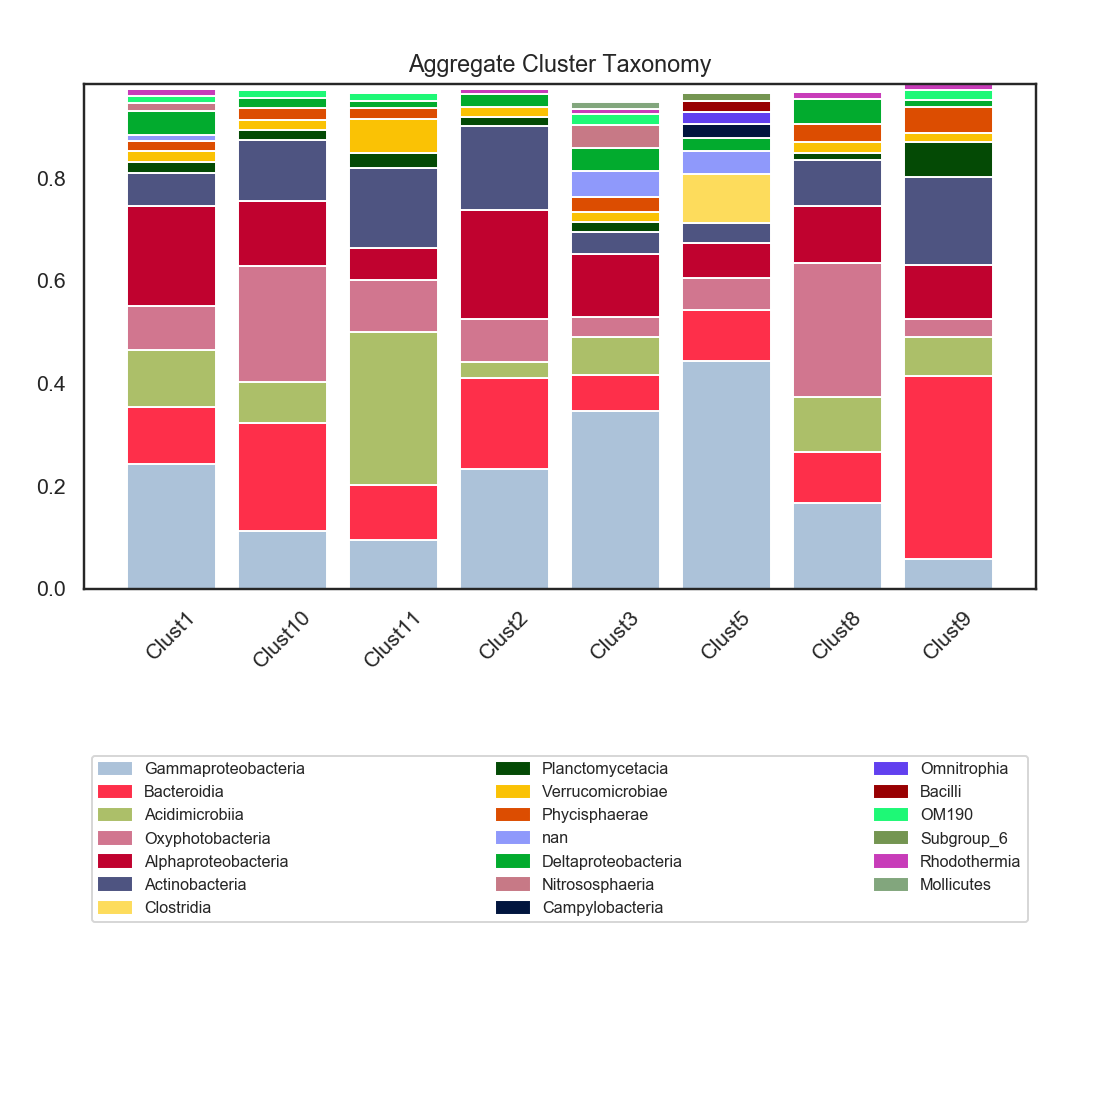 Aggregate Cluster Taxonomy
0.8
0.6
0.4
0.2
0.0
Clust1
Clust10
Clust11
Clust2
Clust3
Clust5
Clust8
Clust9
Gammaproteobacteria
Bacteroidia
Acidimicrobiia
Oxyphotobacteria
Alphaproteobacteria
Actinobacteria
Clostridia
Planctomycetacia
Verrucomicrobiae
Phycisphaerae
nan
Deltaproteobacteria
Nitrososphaeria
Campylobacteria
Omnitrophia
Bacilli
OM190
Subgroup_6
Rhodothermia
Mollicutes